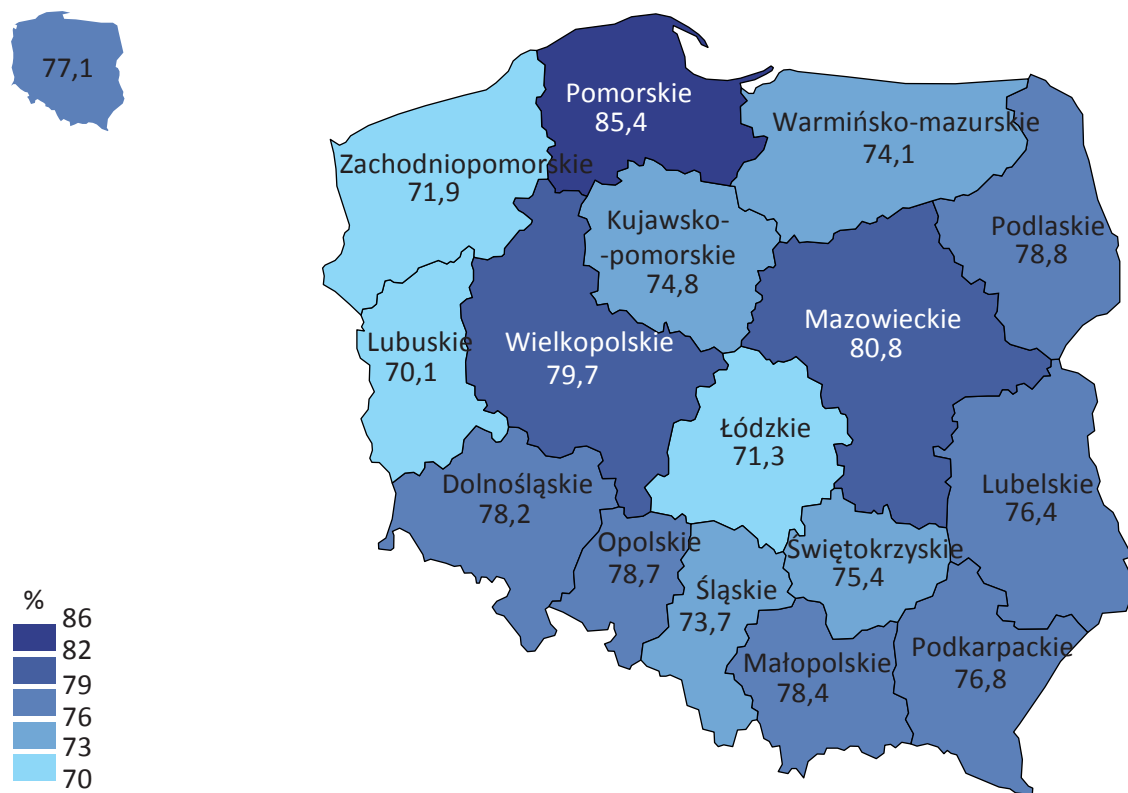 77,1
Pomorskie
85,4
Warmińsko-mazurskie
74,1
Zachodniopomorskie
71,9
Kujawsko-
-pomorskie
74,8
Podlaskie
78,8
Mazowieckie
80,8
Lubuskie
70,1
Wielkopolskie
79,7
Łódzkie
71,3
Dolnośląskie
78,2
Lubelskie
76,4
Opolskie
78,7
Świętokrzyskie
75,4
Śląskie
73,7
Małopolskie
78,4
Podkarpackie
76,8
%
86
82
79
76
73
70